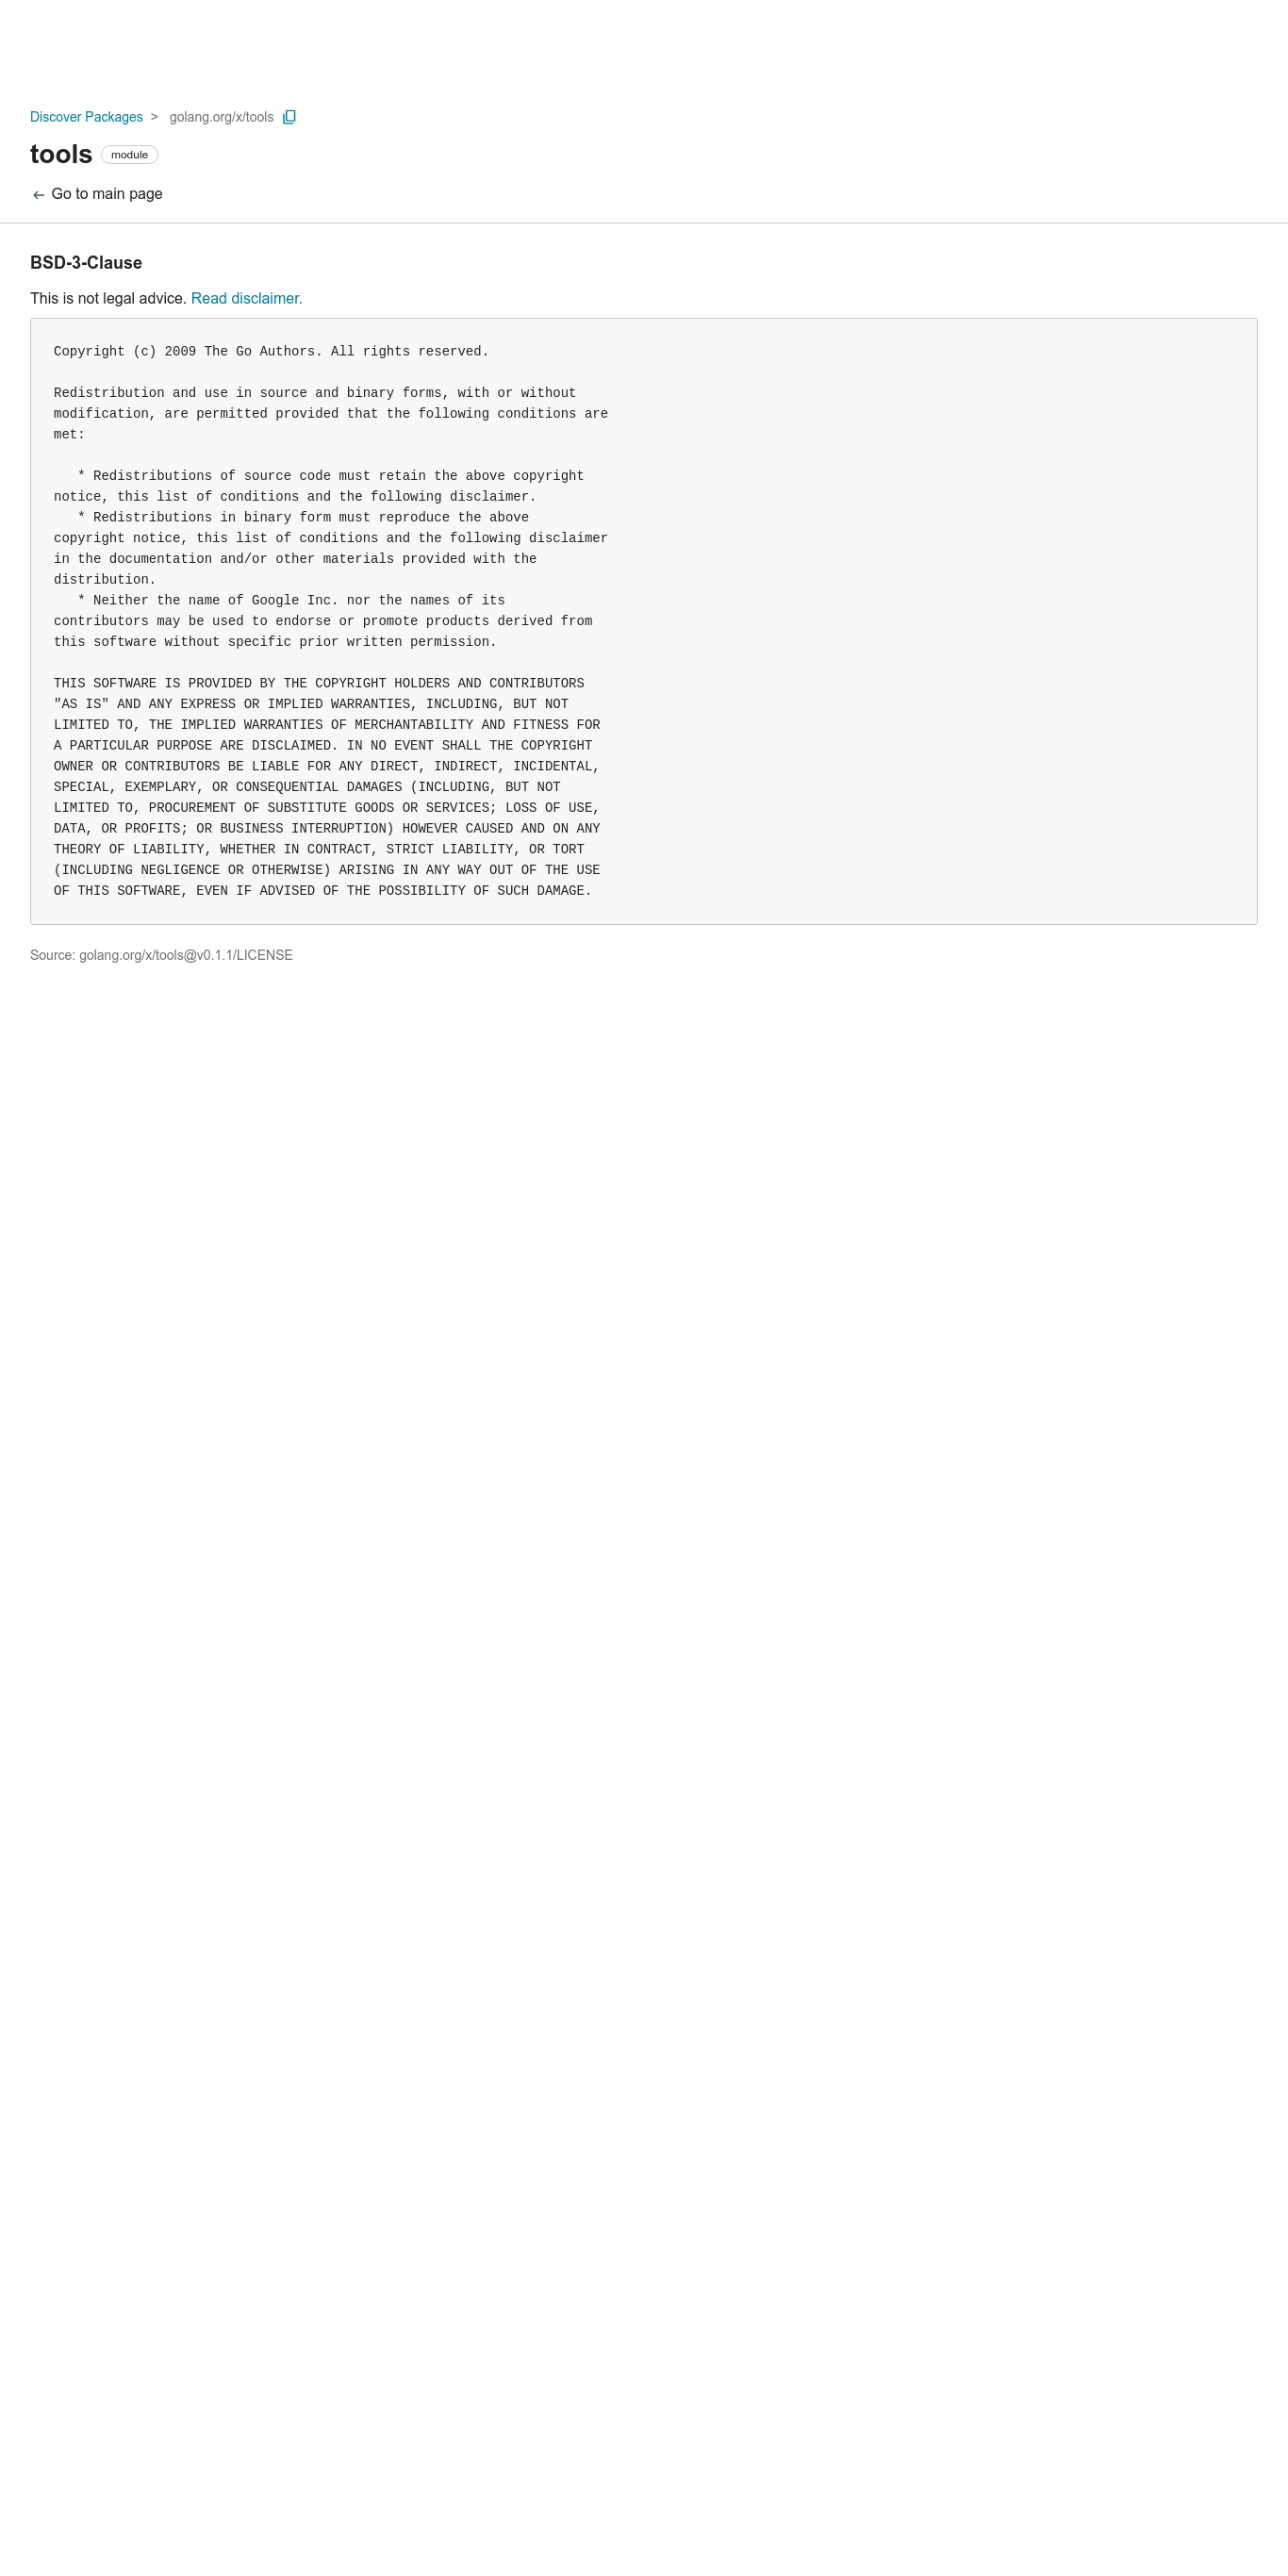 Discover Packages > golang.org/x/tools
tools module
← Go to main page
BSD-3-Clause
This is not legal advice. Read disclaimer.
Copyright (c) 2009 The Go Authors. All rights reserved.
Redistribution and use in source and binary forms, with or without
modification, are permitted provided that the following conditions are
met:
* Redistributions of source code must retain the above copyright
notice, this list of conditions and the following disclaimer.
* Redistributions in binary form must reproduce the above
copyright notice, this list of conditions and the following disclaimer
in the documentation and/or other materials provided with the
distribution.
* Neither the name of Google Inc. nor the names of its
contributors may be used to endorse or promote products derived from
this software without specific prior written permission.
THIS SOFTWARE IS PROVIDED BY THE COPYRIGHT HOLDERS AND CONTRIBUTORS
"AS IS" AND ANY EXPRESS OR IMPLIED WARRANTIES, INCLUDING, BUT NOT
LIMITED TO, THE IMPLIED WARRANTIES OF MERCHANTABILITY AND FITNESS FOR
A PARTICULAR PURPOSE ARE DISCLAIMED. IN NO EVENT SHALL THE COPYRIGHT
OWNER OR CONTRIBUTORS BE LIABLE FOR ANY DIRECT, INDIRECT, INCIDENTAL,
SPECIAL, EXEMPLARY, OR CONSEQUENTIAL DAMAGES (INCLUDING, BUT NOT
LIMITED TO, PROCUREMENT OF SUBSTITUTE GOODS OR SERVICES; LOSS OF USE,
DATA, OR PROFITS; OR BUSINESS INTERRUPTION) HOWEVER CAUSED AND ON ANY
THEORY OF LIABILITY, WHETHER IN CONTRACT, STRICT LIABILITY, OR TORT
(INCLUDING NEGLIGENCE OR OTHERWISE) ARISING IN ANY WAY OUT OF THE USE
OF THIS SOFTWARE, EVEN IF ADVISED OF THE POSSIBILITY OF SUCH DAMAGE.
Source: golang.org/x/tools@v0.1.1/LICENSE